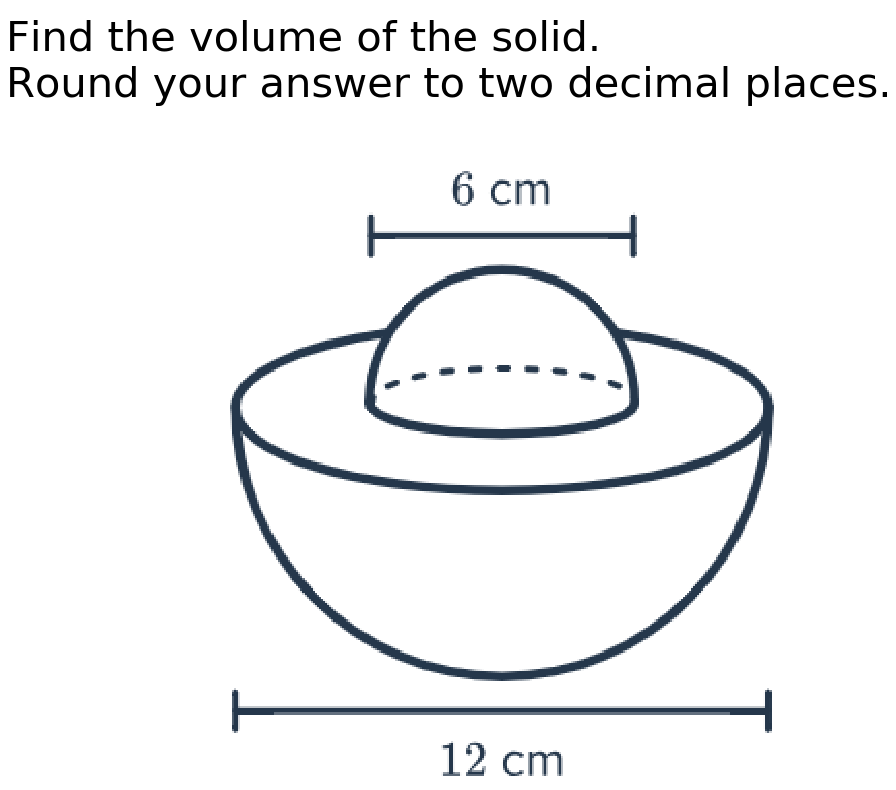 Find the volume of the solid.
Round your answer to two decimal places.
6 cm
12 cm